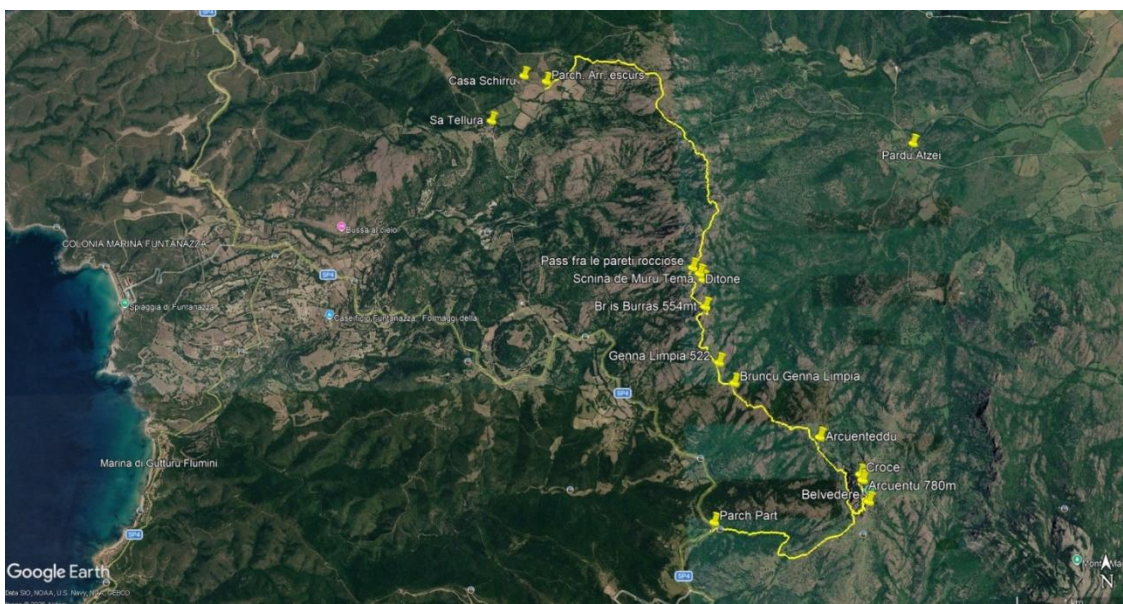 SP4
Casa Schirru
Parch. Arr. escurs
Sa Tellura
Pardu Atzei
Bussa al cielo
COLONIA MARINA FUNTANAZZA
SP4
Pass fra le pareti rocciose
Scnina de Muru Tema
Ditone
Spiaggia di Funtanazza
Br is Burras 554mt
Caseificio Funtanazza: Formaggi della
Genna Limpia 522
Bruncu Genna Limpia
SP4
Arcuenteddu
Marina di Gutturu Flumini
Croce
Arcuentu 780m
Belvedere
Parch Part
SP4
SP4
Google Earth
Data SIO, NOAA, U.S. Navy, NGA, GEBCO
N
1 km